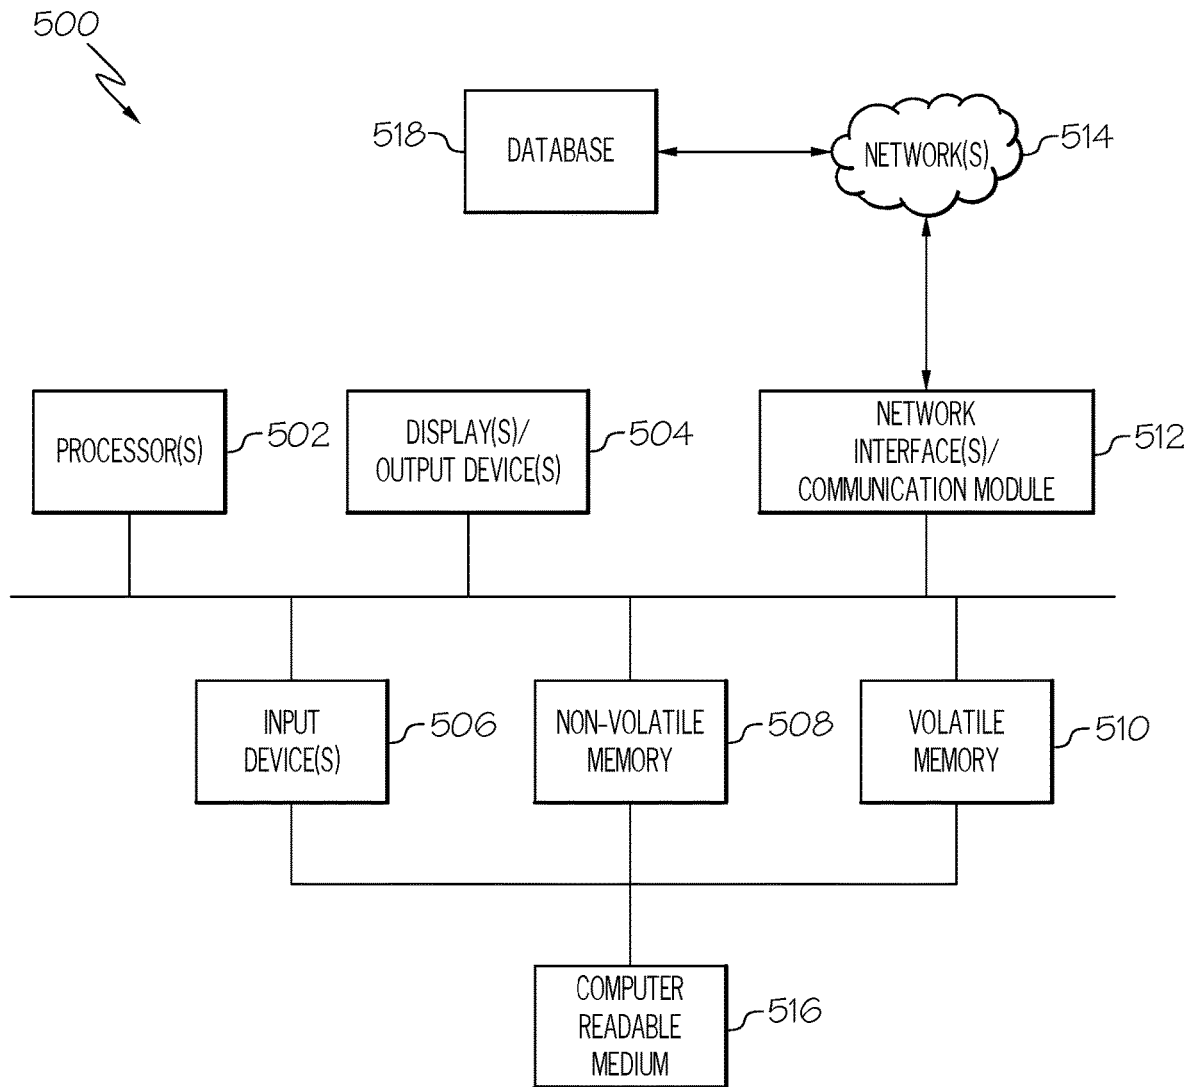 500
518
DATABASE
NETWORK(S)
514
PROCESSOR(S)
502
DISPLAY(S)/
OUTPUT DEVICE(S)
504
NETWORK
INTERFACE(S)/
COMMUNICATION MODULE
512
INPUT
DEVICE(S)
506
NON-VOLATILE
MEMORY
508
VOLATILE
MEMORY
510
COMPUTER
READABLE
MEDIUM
516